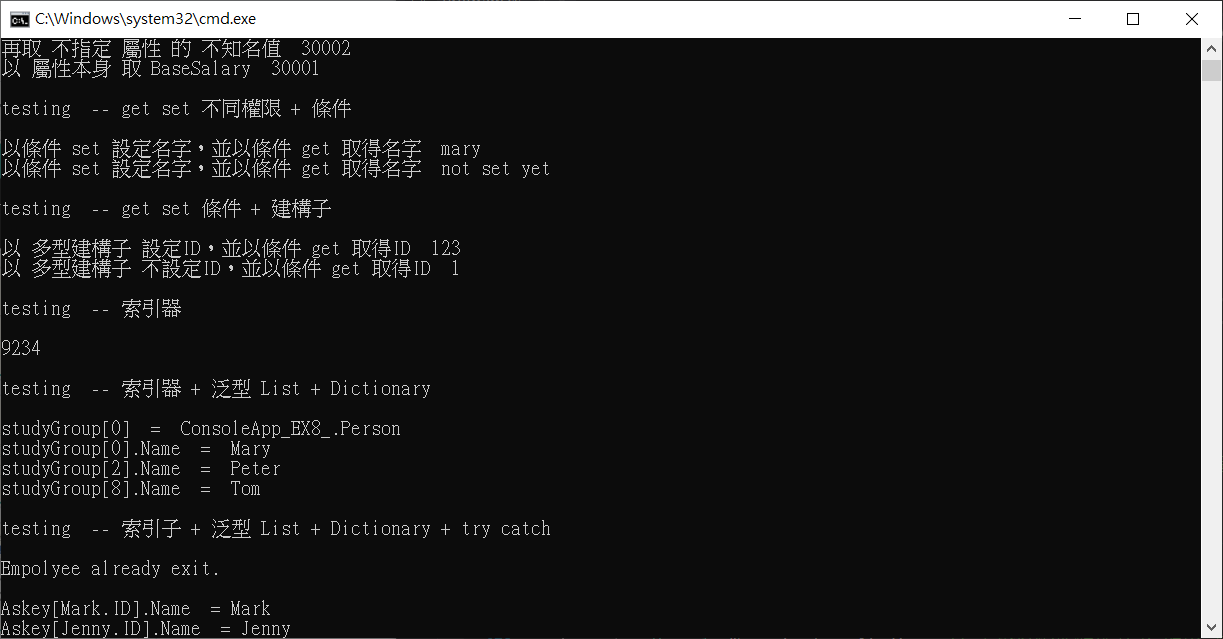 C:\Windows\system32\cmd.exe
再取 不指定 屬性 的 不知名值  30002
以 屬性本身 取 BaseSalary  30001
testing  -- get set 不同權限 + 條件
以條件 set 設定名字，並以條件 get 取得名字  mary
以條件 set 設定名字，並以條件 get 取得名字  not set yet
testing  -- get set 條件 + 建構子
以 多型建構子 設定ID，並以條件 get 取得ID  123
以 多型建構子 不設定ID，並以條件 get 取得ID  1
testing  -- 索引器
9234
testing  -- 索引器 + 泛型 List + Dictionary
studyGroup[0]  =  ConsoleApp_EX8_.Person
studyGroup[0].Name  =  Mary
studyGroup[2].Name  =  Peter
studyGroup[8].Name  =  Tom
testing  -- 索引子 + 泛型 List + Dictionary + try catch
Empolyee already exit.
Askey[Mark.ID].Name  = Mark
Askey[Jenny.ID].Name  = Jenny